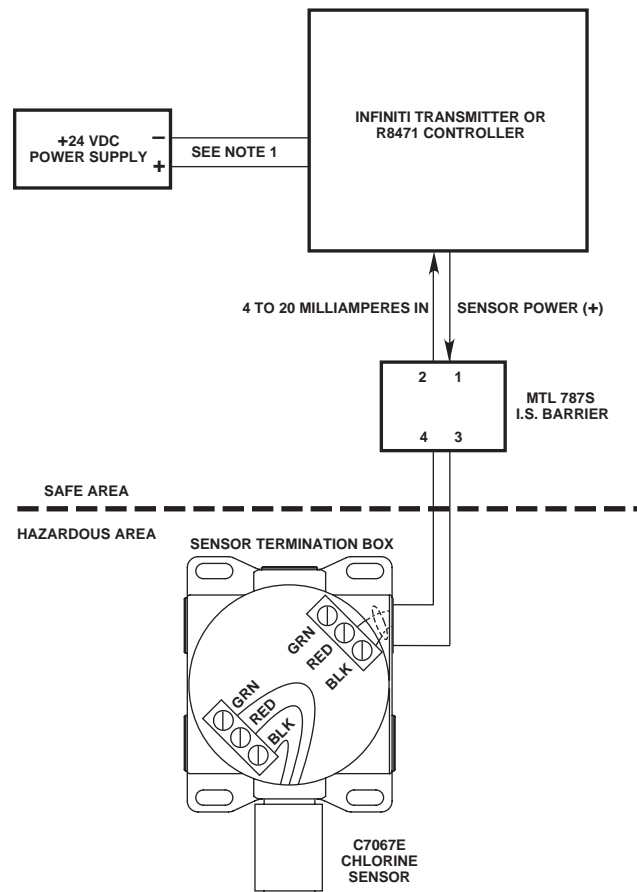 INFINITI TRANSMITTER OR
R8471 CONTROLLER
+24 VDC
POWER SUPPLY
–
+
SEE NOTE 1
4 TO 20 MILLIAMPERES IN
SENSOR POWER (+)
2 1
4 3
MTL 787S
I.S. BARRIER
SAFE AREA
HAZARDOUS AREA
SENSOR TERMINATION BOX
GRN
RED
BLK
GRN
RED
BLK
C7067E
CHLORINE
SENSOR